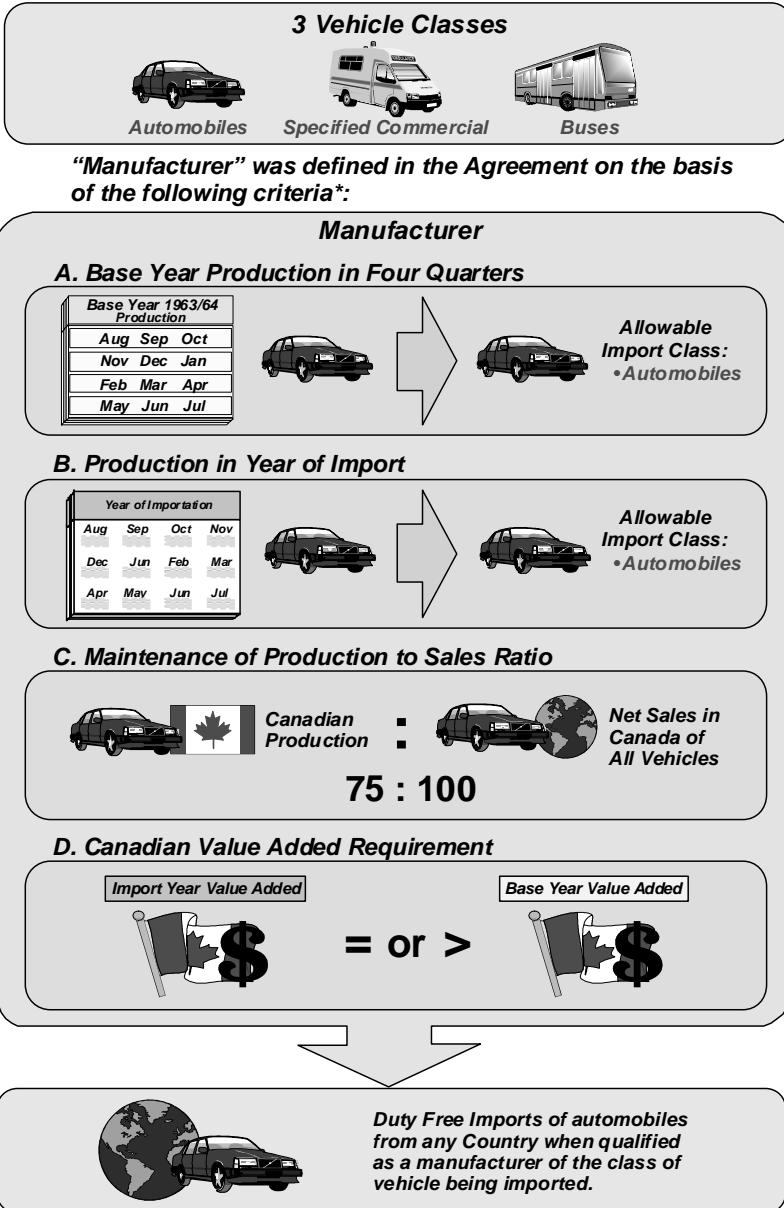 3 Vehicle Classes
AMBULANCE
Automobiles
Specified Commercial
Buses
“Manufacturer” was defined in the Agreement on the basis
of the following criteria*:
Manufacturer
A. Base Year Production in Four Quarters
Base Year 1963/64
Production
Aug Sep Oct
Nov Dec Jan
Feb Mar Apr
May Jun Jul
Allowable
Import Class:
•Automobiles
B. Production in Year of Import
Year of Importation
Aug Sep Oct Nov
Dec Jun Feb Mar
Apr May Jun Jul
Allowable
Import Class:
•Automobiles
C. Maintenance of Production to Sales Ratio
Canadian
Production
:
Net Sales in
Canada of
All Vehicles
75 : 100
D. Canadian Value Added Requirement
Import Year Value Added
$
= or >
Base Year Value Added
$
Duty Free Imports of automobiles
from any Country when qualified
as a manufacturer of the class of
vehicle being imported.